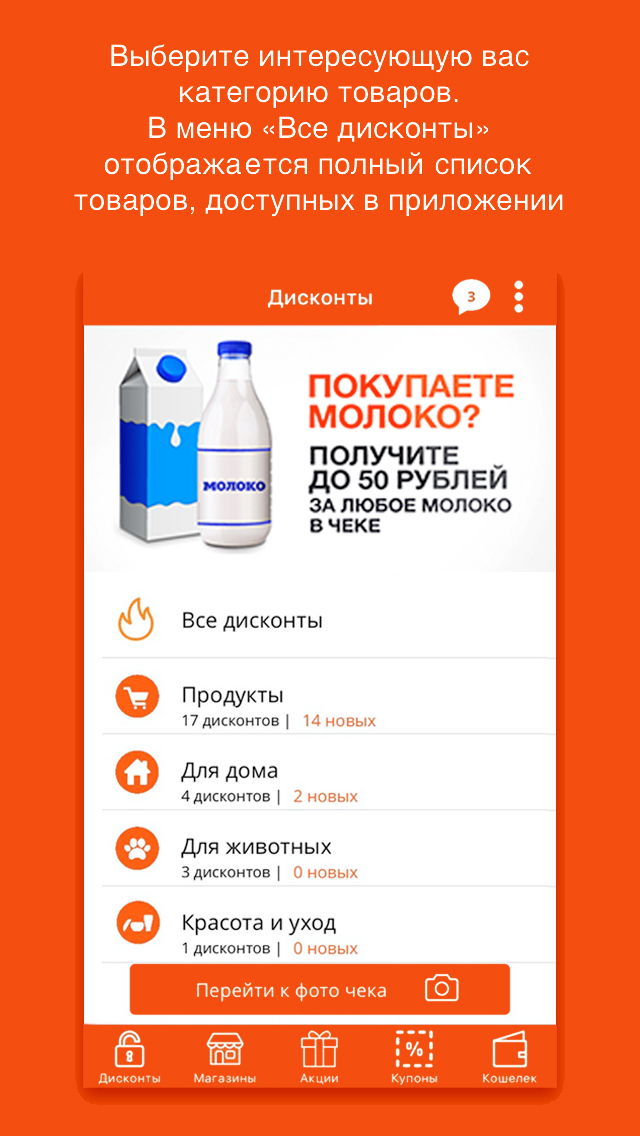 Выберите интересующую вас
категорию товаров.
В меню «Все дисконты»
отображается полный список
товаров, доступных в приложении
Дисконты
3
ПОКУПАЕТЕ
МОЛОКО?
ПОЛУЧИТЕ
ДО 50 РУБЛЕЙ
ЗА ЛЮБОЕ МОЛОКО
В ЧЕКЕ
МОЛОКО
Все дисконты
Продукты
17 дисконтов | 14 новых
Для дома
4 дисконтов | 2 новых
Для животных
3 дисконтов | 0 новых
Красота и уход
1 дисконтов | 0 новых
Перейти к фото чека
%
Дисконты Магазины Акции Купоны Кошелек